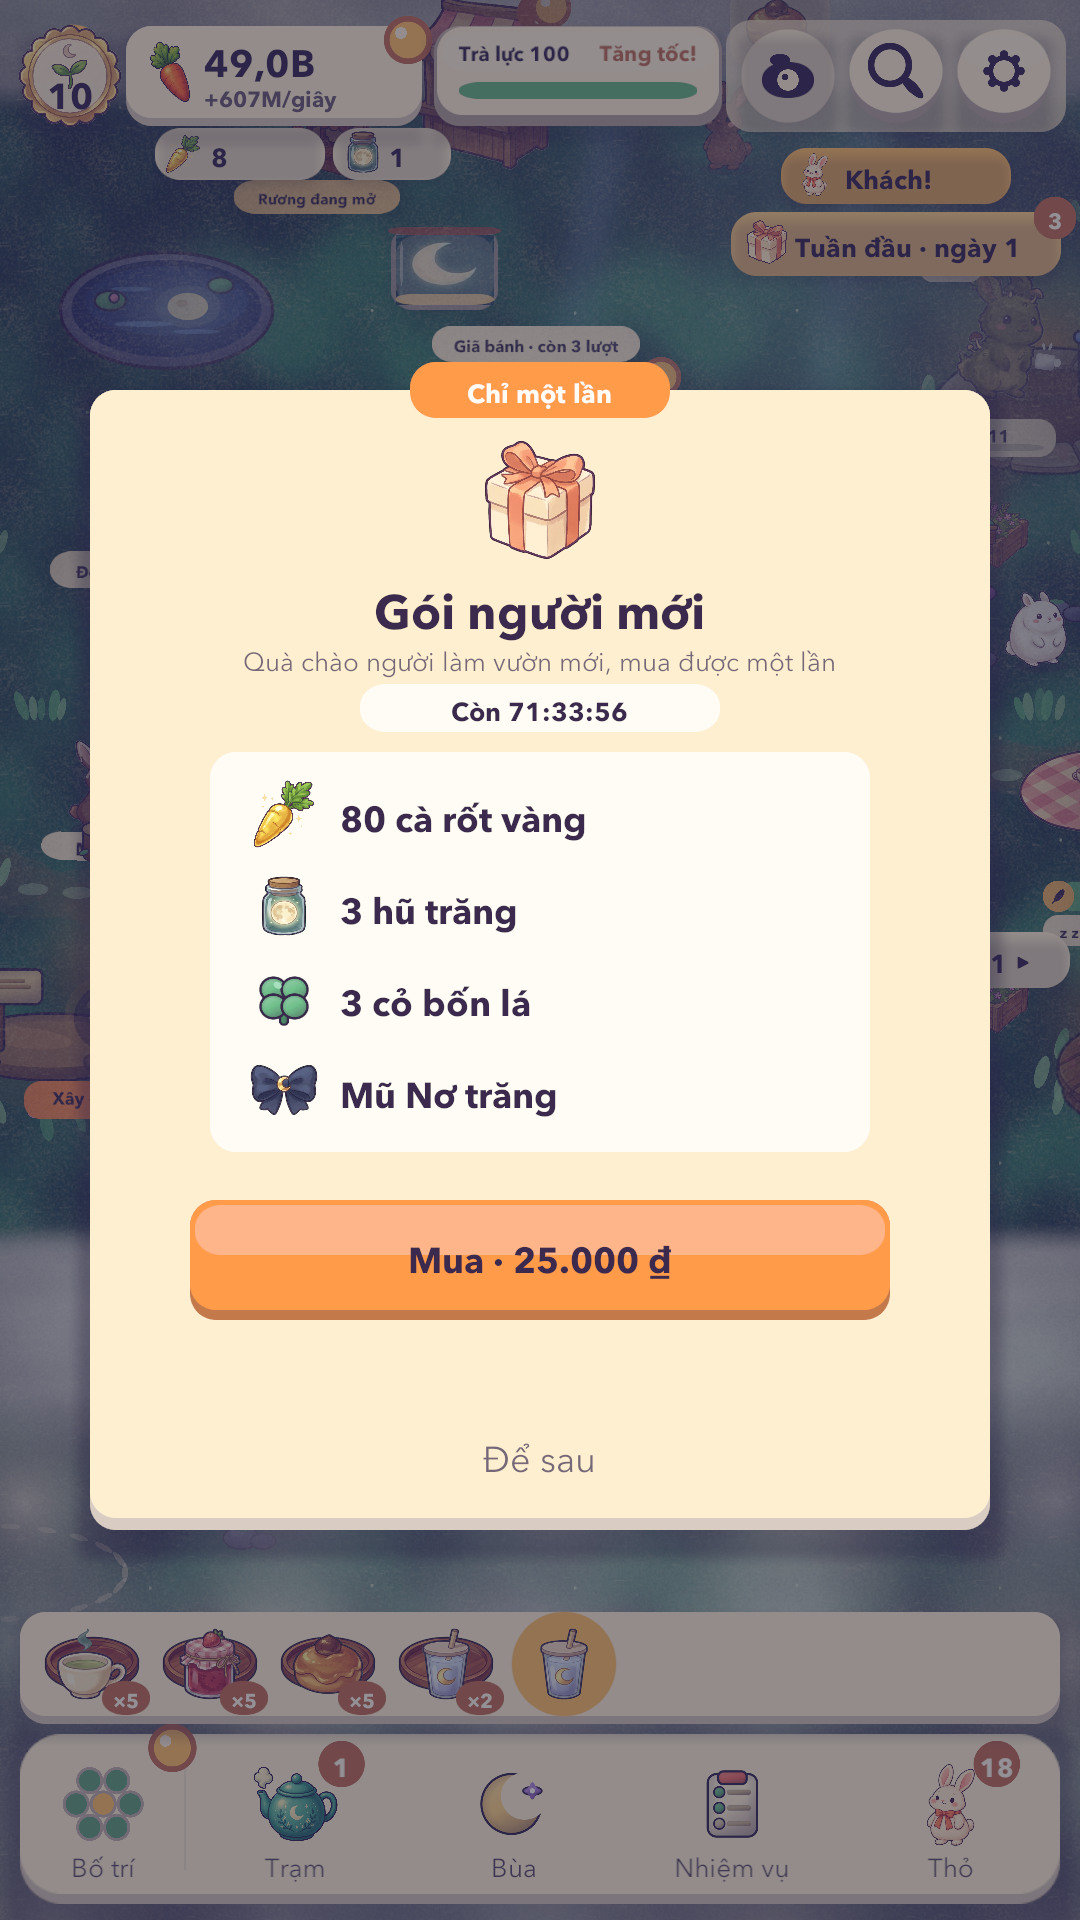 10
49,0B
+607M/giây
Trà lực 100
Tăng tốc!
8
1
Rương đang mở
Khách!
3
Tuần đầu · ngày 1
Giã bánh · còn 3 lượt
Chỉ một lần
11
Gói người mới
Quà chào người làm vườn mới, mua được một lần
Còn 71:33:56
80 cà rốt vàng
3 hũ trăng
z z
1
3 cỏ bốn lá
Mũ Nơ trăng
Xây
Mua · 25.000 ₫
Để sau
×5
×5
×5
×2
1
18
Bố trí
Trạm
Bùa
Nhiệm vụ
Thỏ